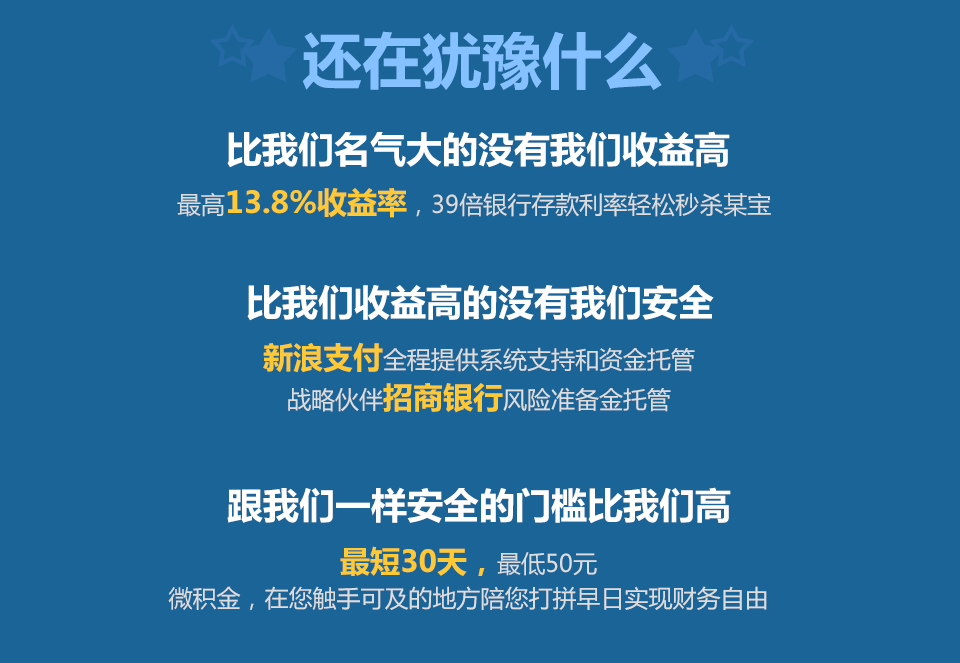 还在犹豫什么
比我们名气大的没有我们收益高
最高13.8%收益率，39倍银行存款利率轻松秒杀某宝
比我们收益高的没有我们安全
新浪支付全程提供系统支持和资金托管
战略伙伴招商银行风险准备金托管
跟我们一样安全的门槛比我们高
最短30天，最低50元
微积金，在您触手可及的地方陪您打拼早日实现财务自由